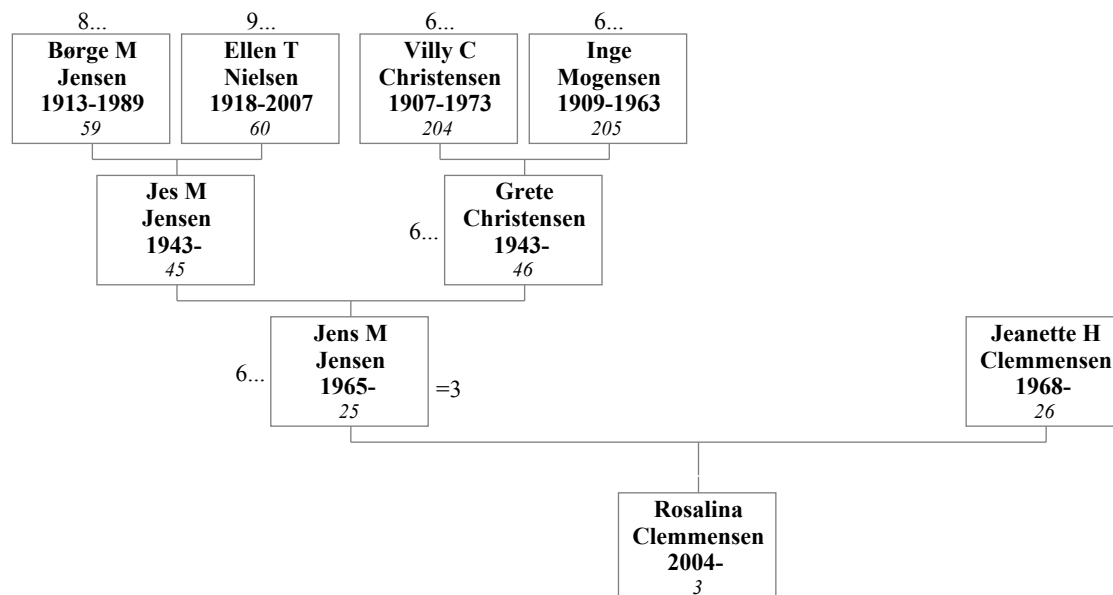 8...
9...
6...
6...
Børge M
Jensen
1913-1989
59
Ellen T
Nielsen
1918-2007
60
Villy C
Christensen
1907-1973
204
Inge
Mogensen
1909-1963
205
Jes M
Jensen
1943-
45
6...
Grete
Christensen
1943-
46
6...
Jens M
Jensen
1965-
25
=3
Jeanette H
Clemmensen
1968-
26
Rosalina
Clemmensen
2004-
3